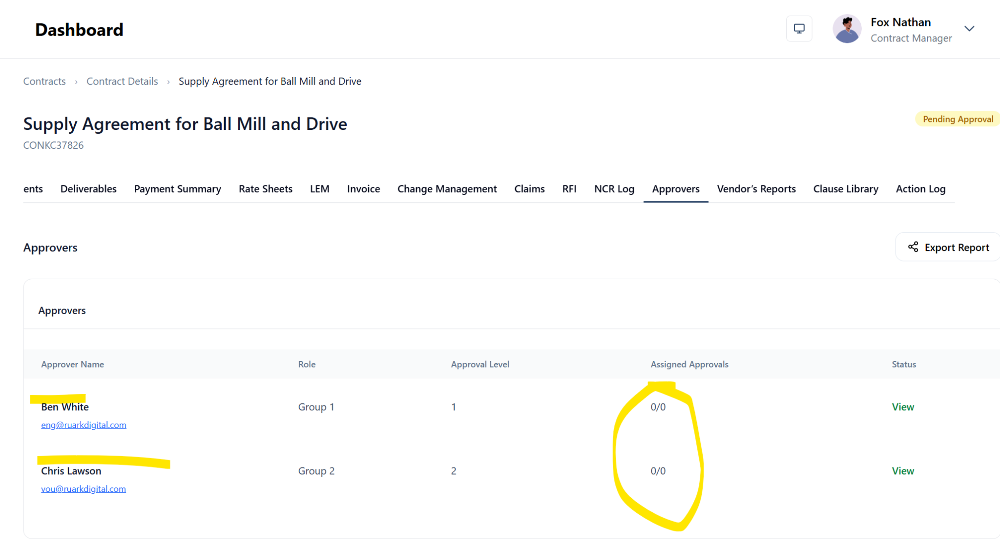 Dashboard
Fox Nathan
Contract Manager
Contracts › Contract Details › Supply Agreement for Ball Mill and Drive
Supply Agreement for Ball Mill and Drive
Pending Approval
CONKC37826
ents Deliverables Payment Summary Rate Sheets LEM Invoice Change Management Claims RFI NCR Log Approvers Vendor’s Reports Clause Library Action Log
Approvers
Export Report
Approvers
Approver Name Role Approval Level Assigned Approvals Status
Ben White Group 1 1 0/0 View
eng@ruarkdigital.com
Chris Lawson Group 2 2 0/0 View
vou@ruarkdigital.com